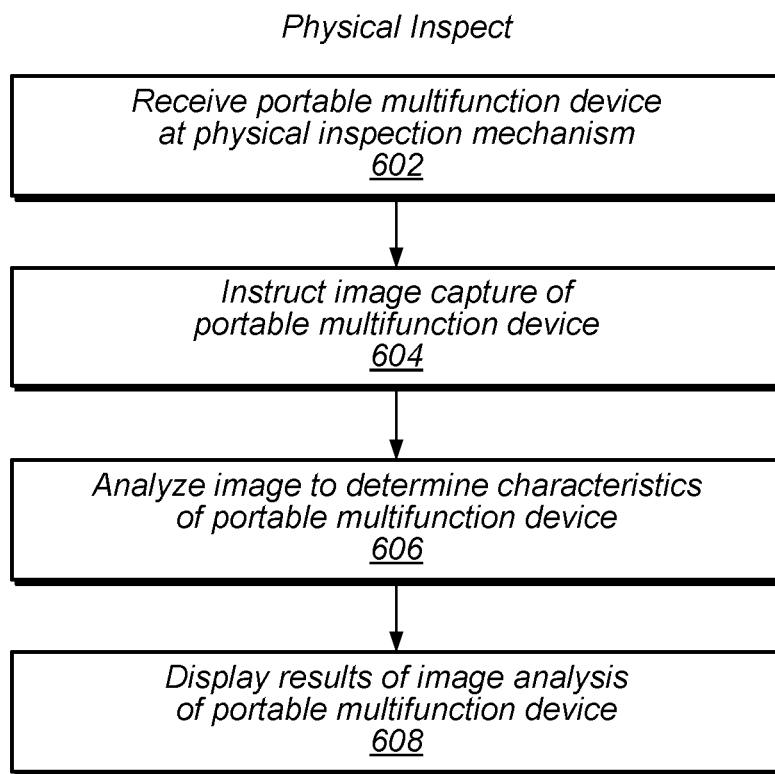 Physical Inspect
Receive portable multifunction device
at physical inspection mechanism
602
Instruct image capture of
portable multifunction device
604
Analyze image to determine characteristics
of portable multifunction device
606
Display results of image analysis
of portable multifunction device
608